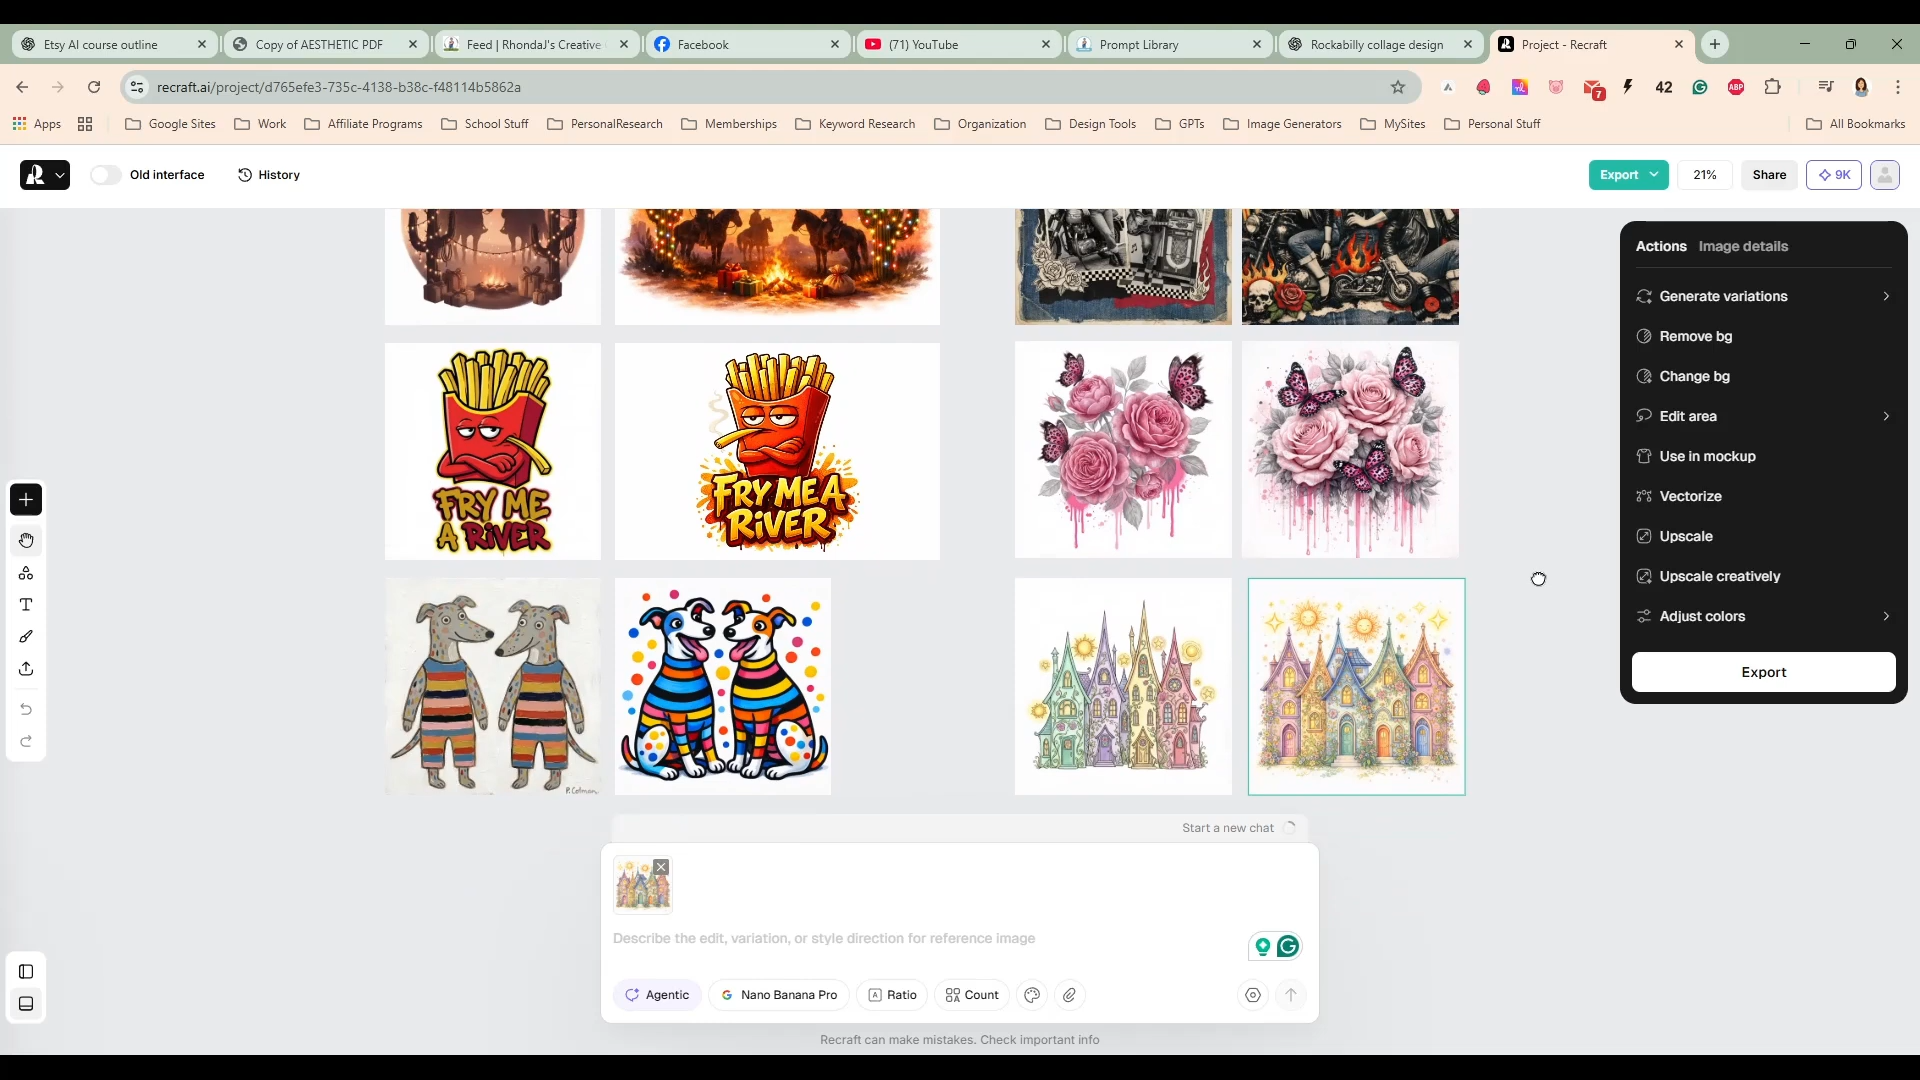 Etsy AI course outline
Copy of AESTHETIC PDF
Feed | RhondaJ's Creative
Facebook
(71) YouTube
Prompt Library
Rockabilly collage design
Project - Recraft
recraft.ai/project/d765efe3-735c-4138-b38c-f48114b5862a
7
42
ABP
Apps
Google Sites
Work
Affiliate Programs
School Stuff
PersonalResearch
Memberships
Keyword Research
Organization
Design Tools
GPTs
Image Generators
MySites
Personal Stuff
All Bookmarks
Old interface
History
Export
21%
Share
9K
Actions
Image details
Generate variations
Remove bg
Change bg
Edit area
Use in mockup
Vectorize
Upscale
Upscale creatively
Adjust colors
Export
FRY ME
A RiVER
FRY ME A
RiVER
P. Colman
Start a new chat
Describe the edit, variation, or style direction for reference image
Agentic
Nano Banana Pro
Ratio
Count
Recraft can make mistakes. Check important info